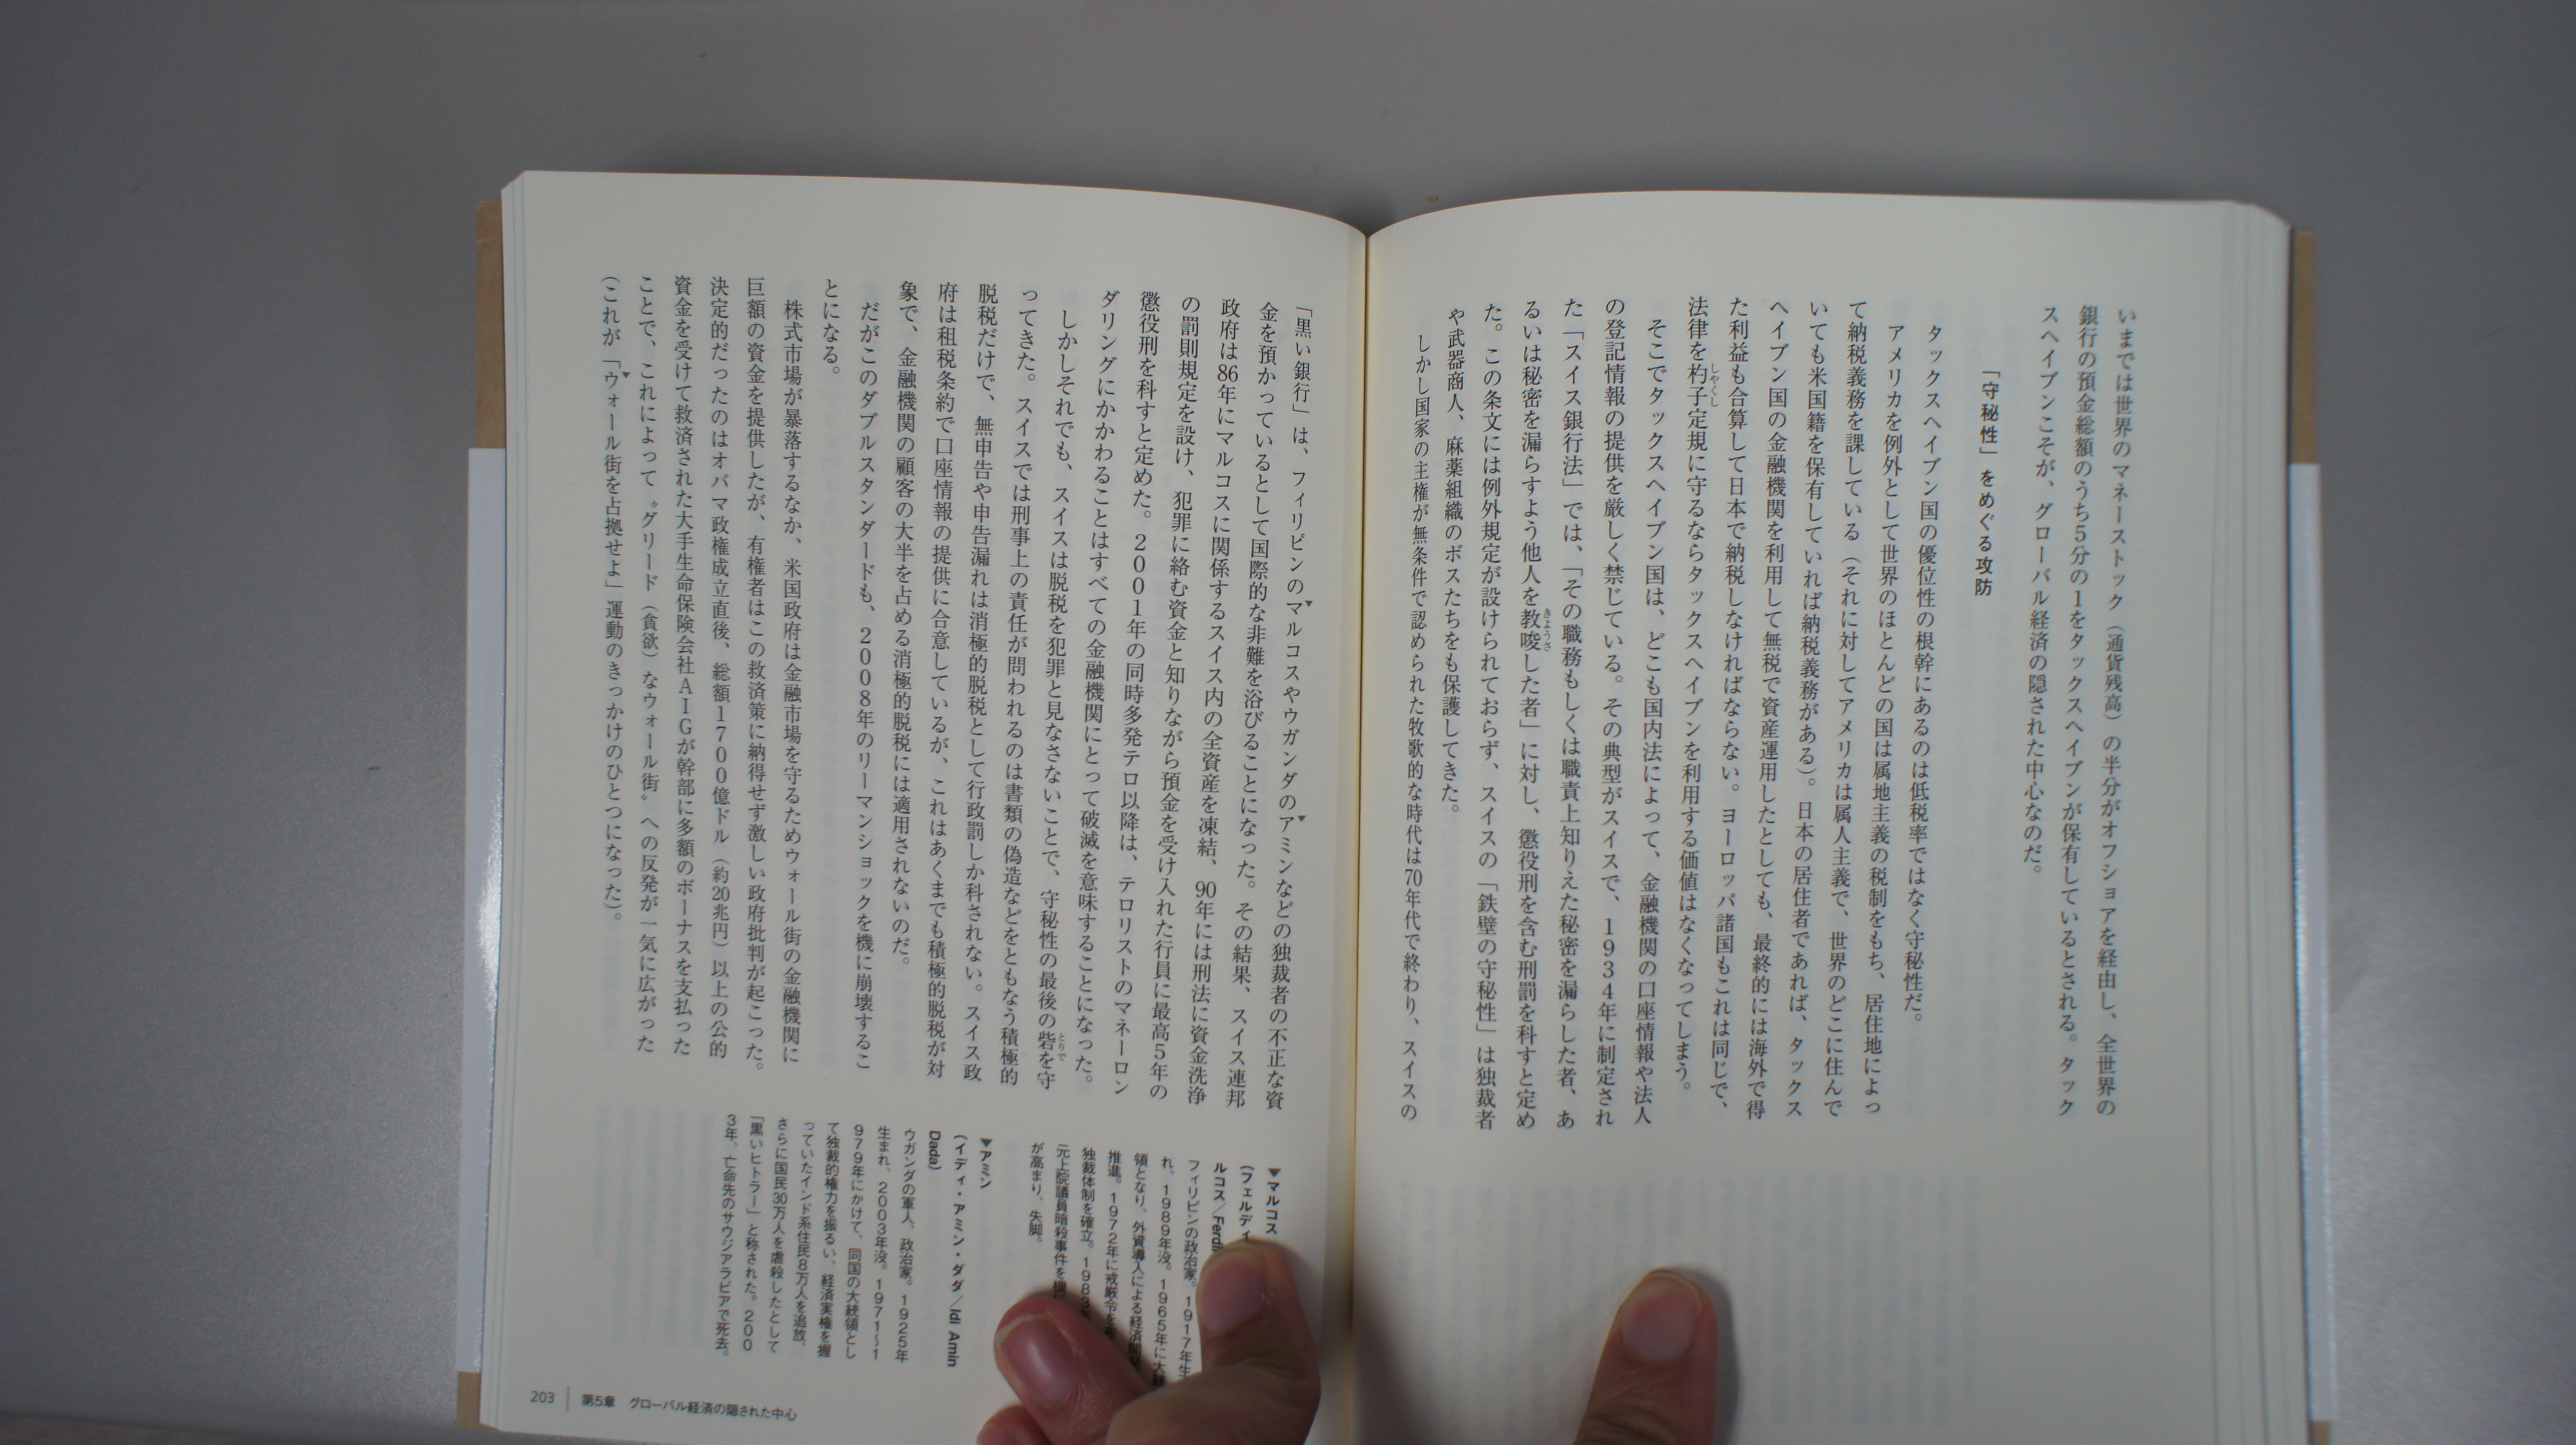 いまでは世界のマネーストック（通貨残高）の半分がオフショアを経由し、全世界の
銀行の預金総額のうち5分の1をタックスヘイブンが保有しているとされる。タック
スヘイブンこそが、グローバル経済の隠された中心なのだ。
「守秘性」をめぐる攻防
タックスヘイブン国の優位性の根幹にあるのは低税率ではなく守秘性だ。
アメリカを例外として世界のほとんどの国は属地主義の税制をもち、居住地によっ
て納税義務を課している（それに対してアメリカは属人主義で、世界のどこに住んで
いても米国籍を保有していれば納税義務がある）。日本の居住者であれば、タックス
ヘイブン国の金融機関を利用して無税で資産運用したとしても、最終的には海外で得
た利益も合算して日本で納税しなければならない。ヨーロッパ諸国もこれは同じで、
法律を杓子定規に守るならタックスヘイブンを利用する価値はなくなってしまう。
そこでタックスヘイブン国は、どこも国内法によって、金融機関の口座情報や法人
の登記情報の提供を厳しく禁じている。その典型がスイスで、1934年に制定され
た「スイス銀行法」では、「その職務もしくは職責上知りえた秘密を漏らした者、あ
るいは秘密を漏らすよう他人を教唆した者」に対し、懲役刑を含む刑罰を科すと定め
た。この条文には例外規定が設けられておらず、スイスの「鉄壁の守秘性」は独裁者
や武器商人、麻薬組織のボスたちをも保護してきた。
しかし国家の主権が無条件で認められた牧歌的な時代は70年代で終わり、スイスの
「黒い銀行」は、フィリピンのマルコスやウガンダのアミンなどの独裁者の不正な資
金を預かっているとして国際的な非難を浴びることになった。その結果、スイス連邦
政府は86年にマルコスに関係するスイス内の全資産を凍結、90年には刑法に資金洗浄
の罰則規定を設け、犯罪に絡む資金と知りながら預金を受け入れた行員に最高5年の
懲役刑を科すと定めた。2001年の同時多発テロ以降は、テロリストのマネーロン
ダリングにかかわることはすべての金融機関にとって破滅を意味することになった。
しかしそれでも、スイスは脱税を犯罪と見なさないことで、守秘性の最後の砦を守
ってきた。スイスでは刑事上の責任が問われるのは書類の偽造などをともなう積極的
脱税だけで、無申告や申告漏れは消極的脱税として行政罰しか科されない。スイス政
府は租税条約で口座情報の提供に合意しているが、これはあくまでも積極的脱税が対
象で、金融機関の顧客の大半を占める消極的脱税には適用されないのだ。
だがこのダブルスタンダードも、2008年のリーマンショックを機に崩壊するこ
とになる。
株式市場が暴落するなか、米国政府は金融市場を守るためウォール街の金融機関に
巨額の資金を提供したが、有権者はこの救済策に納得せず激しい政府批判が起こった。
決定的だったのはオバマ政権成立直後、総額1700億ドル（約20兆円）以上の公的
資金を受けて救済された大手生命保険会社AIGが幹部に多額のボーナスを支払った
ことで、これによって〝グリード（貪欲）なウォール街〟への反発が一気に広がった
（これが「ウォール街を占拠せよ」運動のきっかけのひとつになった）。
▼マルコス
（フェルディ
ルコス／Ferdi
フィリピンの政治家。1917年生
れ、1989年没。1965年に大統
領となり、外資導入による経済開発
推進。1972年に戒厳令を
独裁体制を確立。1983年
元上院議員暗殺事件を機
が高まり、失脚。
▼アミン
（イディ・アミン・ダダ／Idi Amin
Dada）
ウガンダの軍人、政治家。1925年
生まれ、2003年没。1971〜1
979年にかけて、同国の大統領とし
て独裁的権力を振るい、経済実権を握
っていたインド系住民8万人を追放、
さらに国民30万人を虐殺したとして
「黒いヒトラー」と称された。200
3年、亡命先のサウジアラビアで死去。
203 第5章 グローバル経済の隠された中心